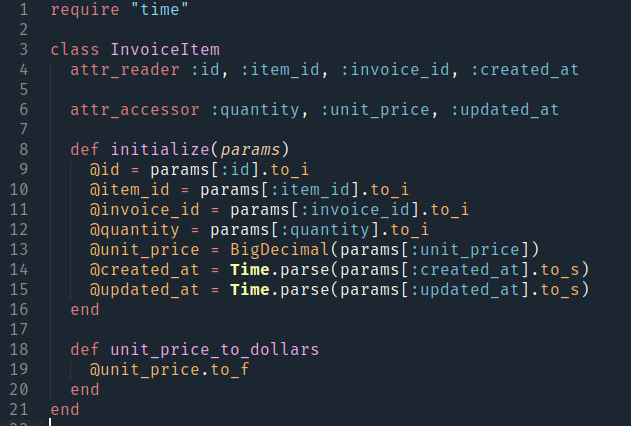 1 require "time"
2
3 class InvoiceItem
4   attr_reader :id, :item_id, :invoice_id, :created_at
5
6   attr_accessor :quantity, :unit_price, :updated_at
7
8   def initialize(params)
9     @id = params[:id].to_i
10     @item_id = params[:item_id].to_i
11     @invoice_id = params[:invoice_id].to_i
12     @quantity = params[:quantity].to_i
13     @unit_price = BigDecimal(params[:unit_price])
14     @created_at = Time.parse(params[:created_at].to_s)
15     @updated_at = Time.parse(params[:updated_at].to_s)
16   end
17
18   def unit_price_to_dollars
19     @unit_price.to_f
20   end
21 end